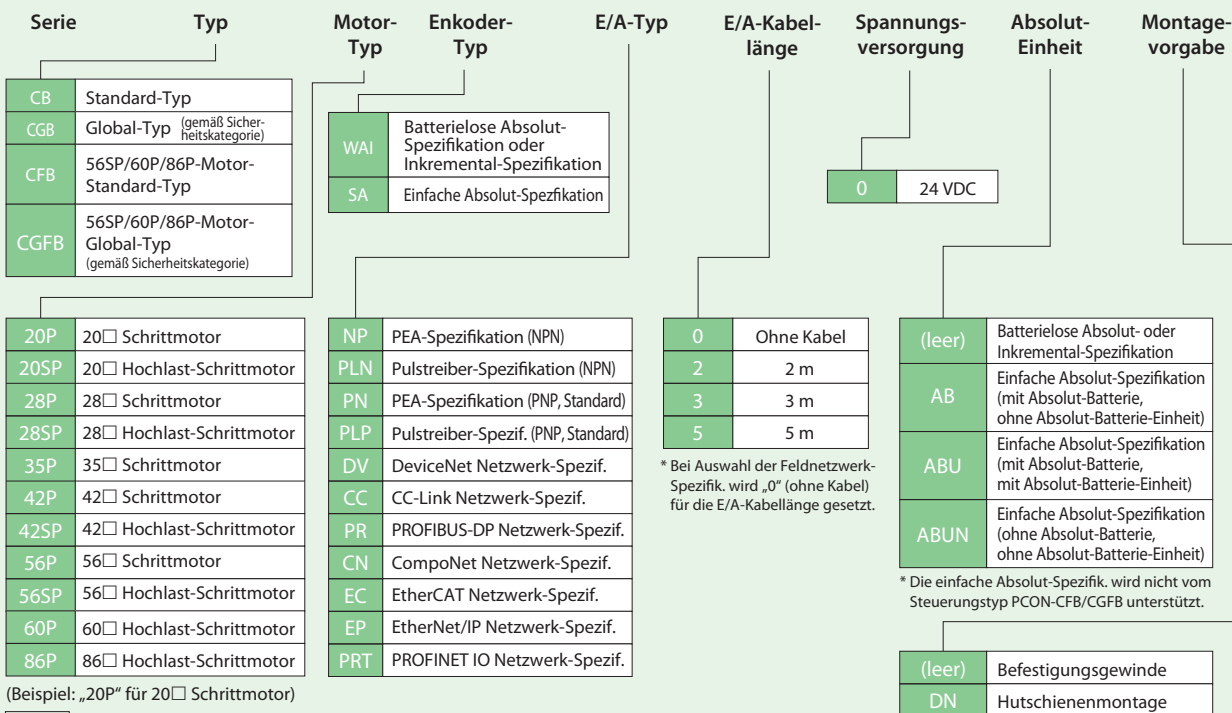 Serie Typ Motor- Enkoder- E/A-Typ E/A-Kabel- Spannungs- Absolut- Montage-
Typ Typ länge versorgung Einheit vorgabe
CB Standard-Typ
CGB Global-Typ (gemäß Sicher-
heitskategorie)
CFB 56SP/60P/86P-Motor-
Standard-Typ
CGFB 56SP/60P/86P-Motor-
Global-Typ
(gemäß Sicherheitskategorie)
WAI Batterielose Absolut-
Spezifikation oder
Inkremental-Spezifikation
SA Einfache Absolut-Spezfikation
0 24 VDC
20P 20□ Schrittmotor
20SP 20□ Hochlast-Schrittmotor
28P 28□ Schrittmotor
28SP 28□ Hochlast-Schrittmotor
35P 35□ Schrittmotor
42P 42□ Schrittmotor
42SP 42□ Hochlast-Schrittmotor
56P 56□ Schrittmotor
56SP 56□ Hochlast-Schrittmotor
60P 60□ Hochlast-Schrittmotor
86P 86□ Hochlast-Schrittmotor
(Beispiel: „20P“ für 20□ Schrittmotor)
NP PEA-Spezifikation (NPN)
PLN Pulstreiber-Spezifikation (NPN)
PN PEA-Spezifikation (PNP, Standard)
PLP Pulstreiber-Spezif. (PNP, Standard)
DV DeviceNet Netzwerk-Spezif.
CC CC-Link Netzwerk-Spezif.
PR PROFIBUS-DP Netzwerk-Spezif.
CN CompoNet Netzwerk-Spezif.
EC EtherCAT Netzwerk-Spezif.
EP EtherNet/IP Netzwerk-Spezif.
PRT PROFINET IO Netzwerk-Spezif.
0 Ohne Kabel
2 2 m
3 3 m
5 5 m
* Bei Auswahl der Feldnetzwerk-
Spezifik. wird „0“ (ohne Kabel)
für die E/A-Kabellänge gesetzt.
(leer) Batterielose Absolut- oder
Inkremental-Spezifikation
AB Einfache Absolut-Spezifikation
(mit Absolut-Batterie,
ohne Absolut-Batterie-Einheit)
ABU Einfache Absolut-Spezifikation
(mit Absolut-Batterie,
mit Absolut-Batterie-Einheit)
ABUN Einfache Absolut-Spezifikation
(ohne Absolut-Batterie,
ohne Absolut-Batterie-Einheit)
* Die einfache Absolut-Spezifik. wird nicht vom
Steuerungstyp PCON-CFB/CGFB unterstützt.
(leer) Befestigungsgewinde
DN Hutschienenmontage